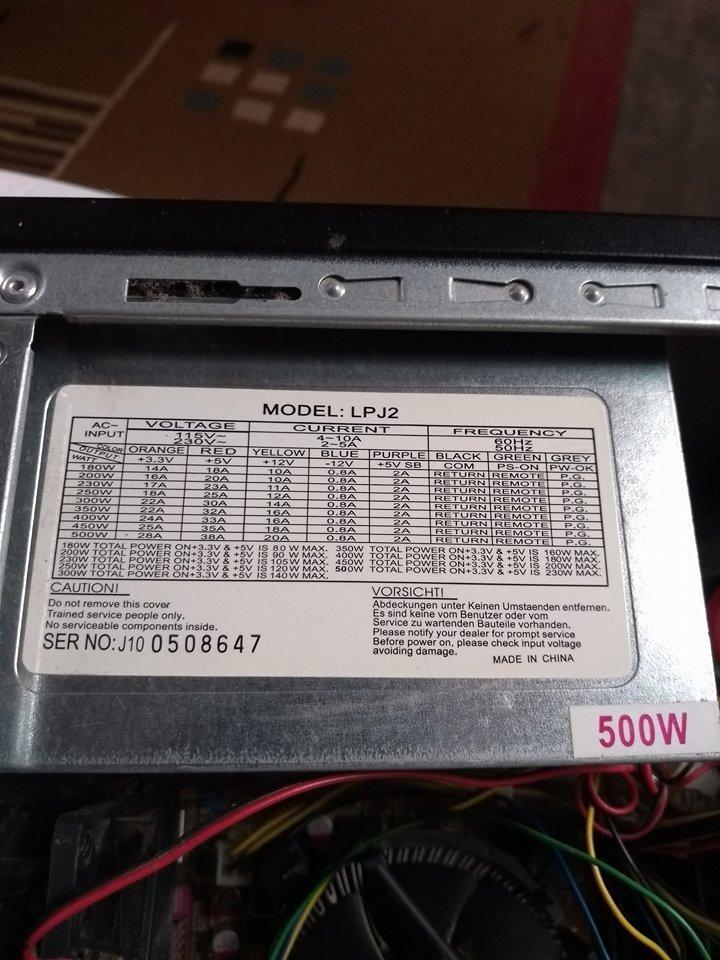 MODEL: LPJ2
AC~ INPUT VOLTAGE CURRENT FREQUENCY
115V~ 4~10A 60Hz
230V~ 2~5A 50Hz
OUTPUT COLOR ORANGE RED YELLOW BLUE PURPLE BLACK GREEN GREY
WATT +3.3V +5V +12V -12V +5V SB COM PS-ON PW-OK
180W 14A 18A 10A 0.8A 2A RETURN REMOTE P.G.
200W 16A 20A 10A 0.8A 2A RETURN REMOTE P.G.
230W 17A 23A 11A 0.8A 2A RETURN REMOTE P.G.
250W 18A 25A 12A 0.8A 2A RETURN REMOTE P.G.
300W 22A 30A 14A 0.8A 2A RETURN REMOTE P.G.
350W 22A 32A 16A 0.8A 2A RETURN REMOTE P.G.
400W 24A 33A 16A 0.8A 2A RETURN REMOTE P.G.
450W 25A 35A 18A 0.8A 2A RETURN REMOTE P.G.
500W 28A 38A 20A 0.8A 2A RETURN REMOTE P.G.
180W TOTAL POWER ON+3.3V & +5V IS 80 W MAX. 350W TOTAL POWER ON+3.3V & +5V IS 160W MAX.
200W TOTAL POWER ON+3.3V & +5V IS 90 W MAX. 400W TOTAL POWER ON+3.3V & +5V IS 180W MAX.
230W TOTAL POWER ON+3.3V & +5V IS 105W MAX. 450W TOTAL POWER ON+3.3V & +5V IS 200W MAX.
250W TOTAL POWER ON+3.3V & +5V IS 120W MAX. 500W TOTAL POWER ON+3.3V & +5V IS 230W MAX.
300W TOTAL POWER ON+3.3V & +5V IS 140W MAX.
CAUTION!
Do not remove this cover
Trained service people only.
No serviceable components inside.
SER NO: J10 0508647
VORSICHT!
Abdeckungen unter Keinen Umstaenden entfernen.
Es sind keine vom Benutzer oder vom
Service zu wartenden Bauteile vorhanden.
Please notify your dealer for prompt service
Before power on, please check input voltage
avoiding damage.
MADE IN CHINA
500W